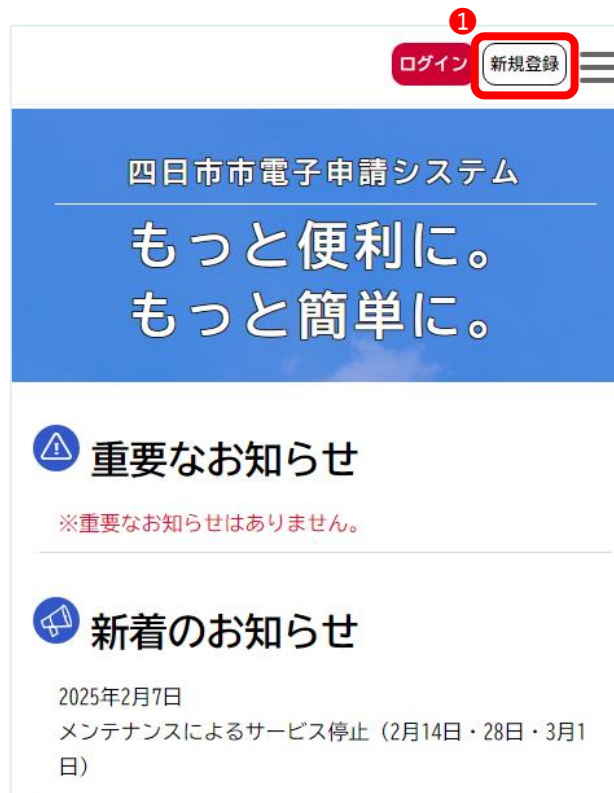 ❶
ログイン 新規登録
四日市市電子申請システム
もっと便利に。
もっと簡単に。
重要なお知らせ
※重要なお知らせはありません。
新着のお知らせ
2025年2月7日
メンテナンスによるサービス停止（2月14日・28日・3月1
日）